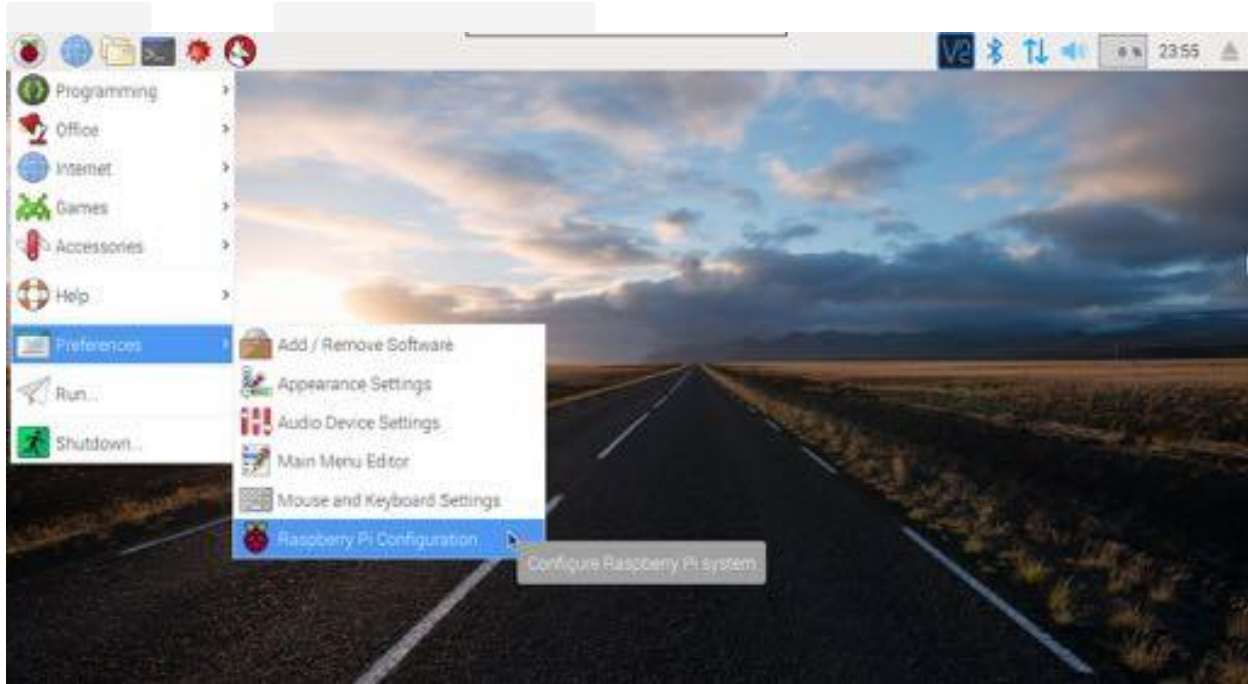 V2
0 %
23:55
Programming
Office
Internet
Games
Accessories
Help
Preferences
Run...
Shutdown...
Add / Remove Software
Appearance Settings
Audio Device Settings
Main Menu Editor
Mouse and Keyboard Settings
Raspberry Pi Configuration
Configure Raspberry Pi system